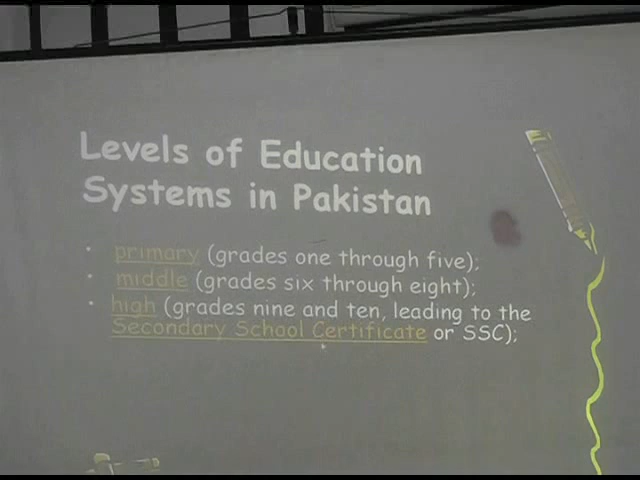 Levels of Education
Systems in Pakistan
• primary (grades one through five);
• middle (grades six through eight);
• high (grades nine and ten, leading to the
Secondary School Certificate or SSC);